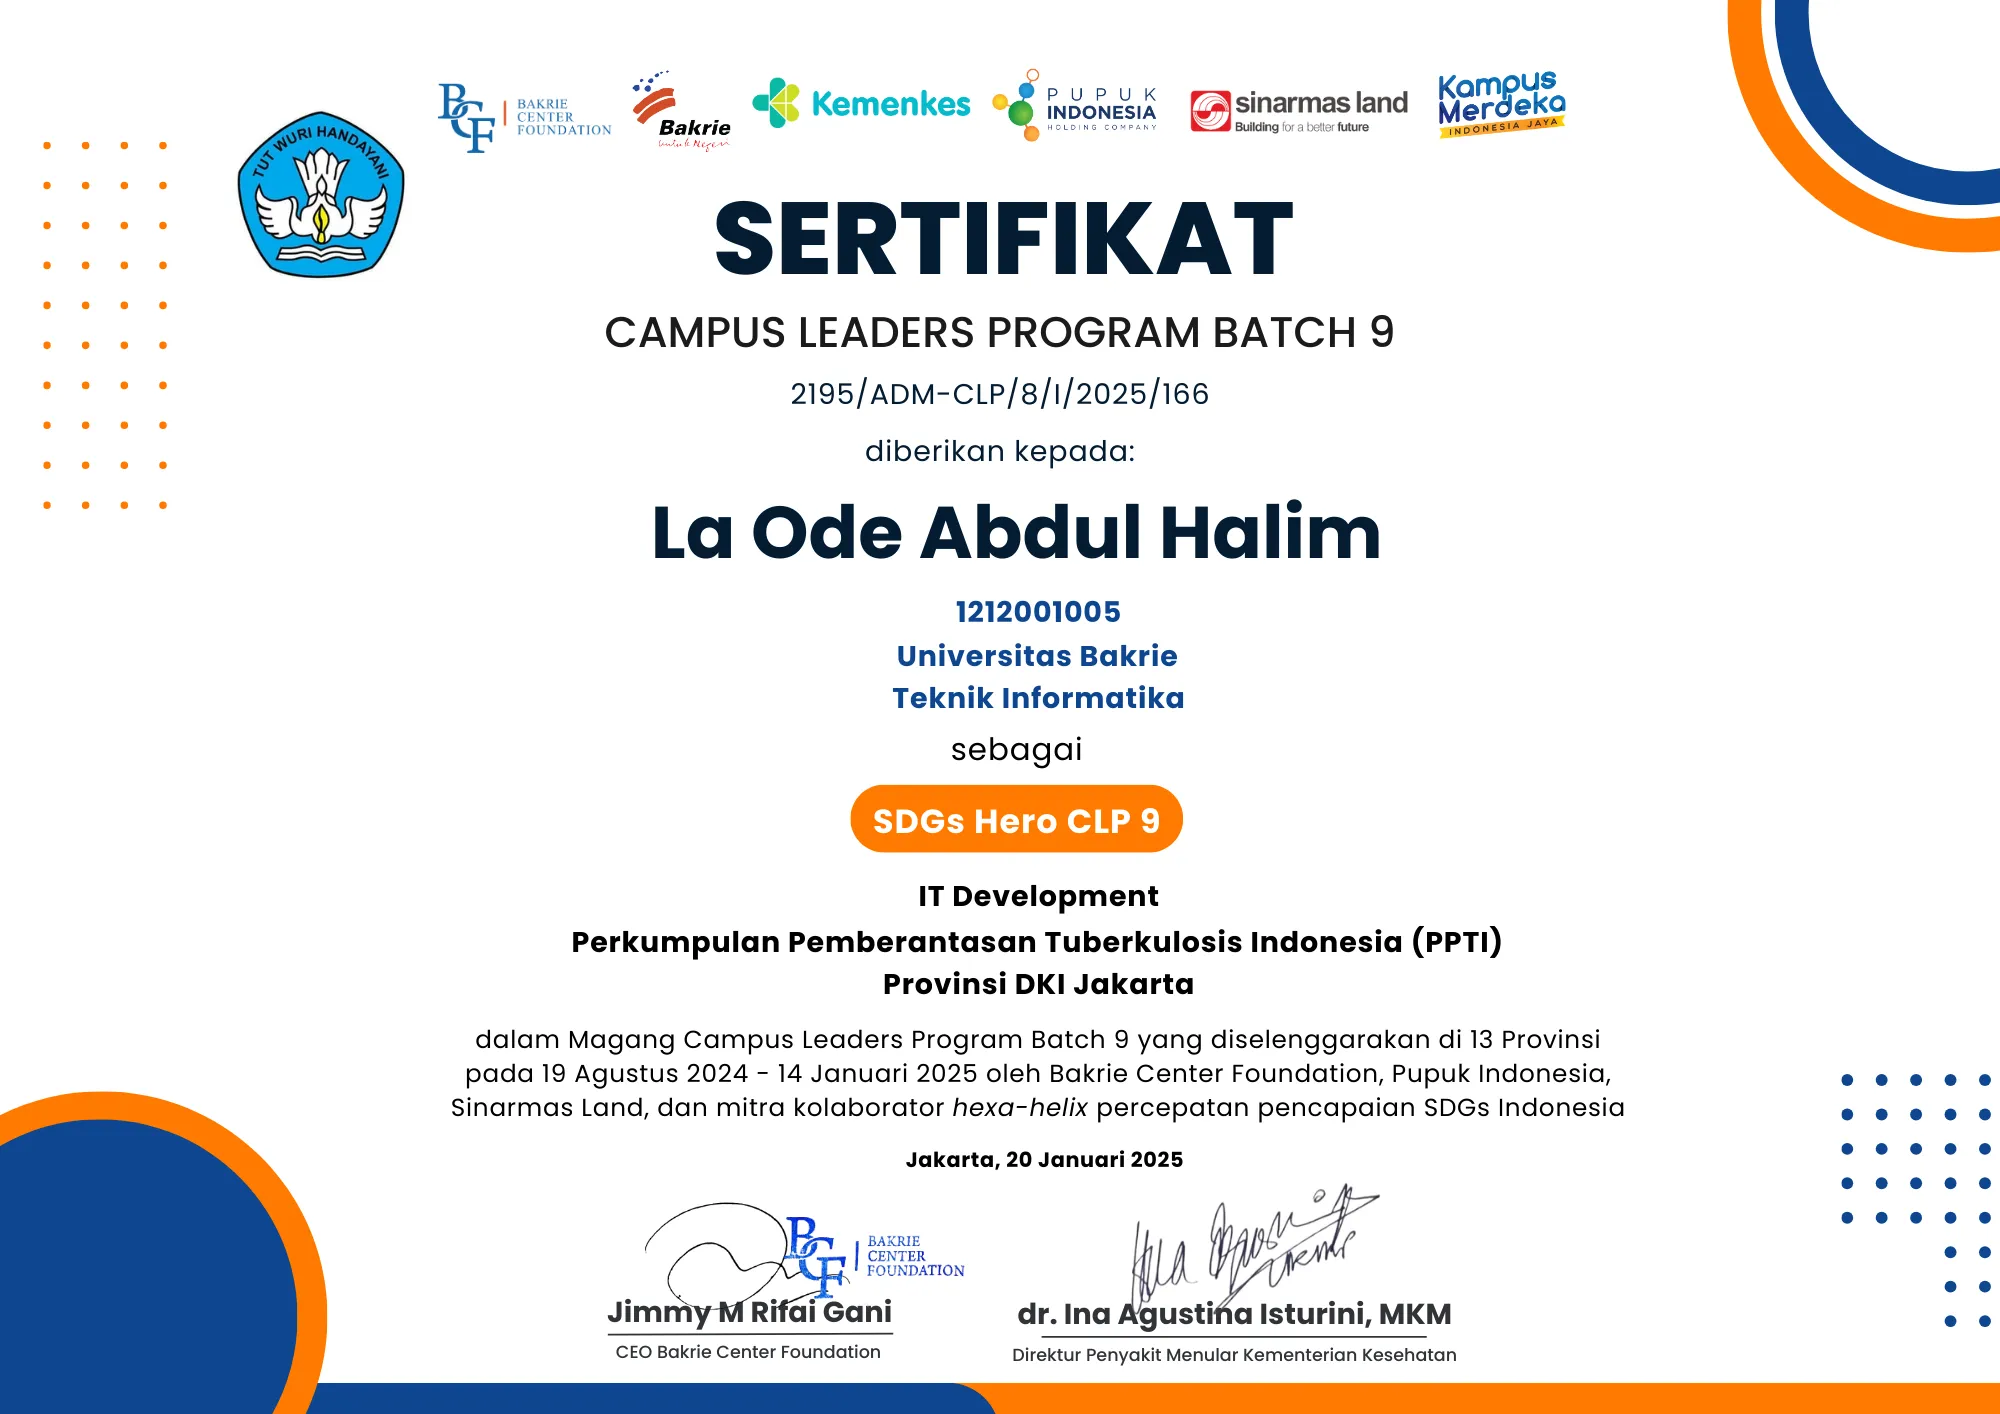 TUT WURI HANDAYANI
BCF
BAKRIE
CENTER
FOUNDATION
Bakrie
Untuk Negeri
Kemenkes
PUPUK
INDONESIA
HOLDING COMPANY
sinarmas land
Building for a better future
Kampus
Merdeka
INDONESIA JAYA
SERTIFIKAT
CAMPUS LEADERS PROGRAM BATCH 9
2195/ADM-CLP/8/I/2025/166
diberikan kepada:
La Ode Abdul Halim
1212001005
Universitas Bakrie
Teknik Informatika
sebagai
SDGs Hero CLP 9
IT Development
Perkumpulan Pemberantasan Tuberkulosis Indonesia (PPTI)
Provinsi DKI Jakarta
dalam Magang Campus Leaders Program Batch 9 yang diselenggarakan di 13 Provinsi
pada 19 Agustus 2024 - 14 Januari 2025 oleh Bakrie Center Foundation, Pupuk Indonesia,
Sinarmas Land, dan mitra kolaborator hexa-helix percepatan pencapaian SDGs Indonesia
Jakarta, 20 Januari 2025
BCF
BAKRIE
CENTER
FOUNDATION
Jimmy M Rifai Gani
CEO Bakrie Center Foundation
dr. Ina Agustina Isturini, MKM
Direktur Penyakit Menular Kementerian Kesehatan